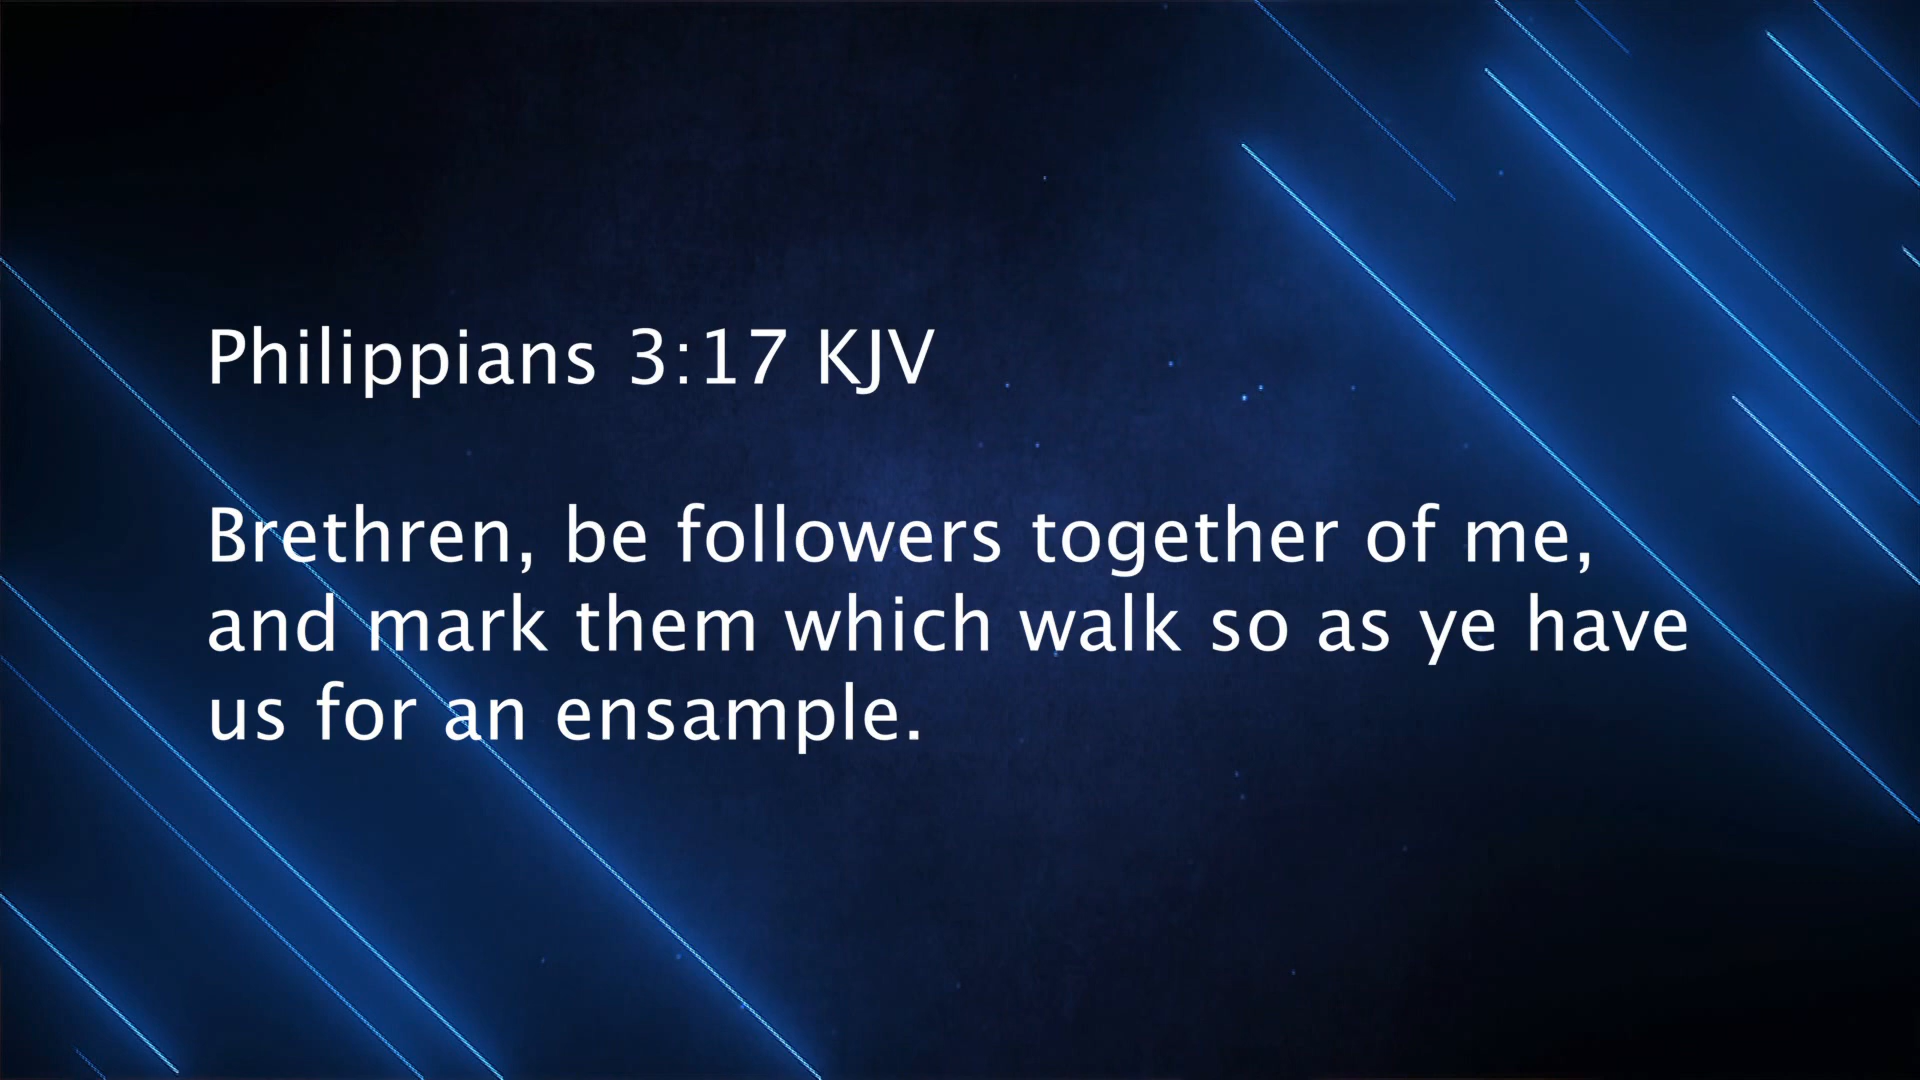 Philippians 3:17 KJV
Brethren, be followers together of me,
and mark them which walk so as ye have
us for an ensample.